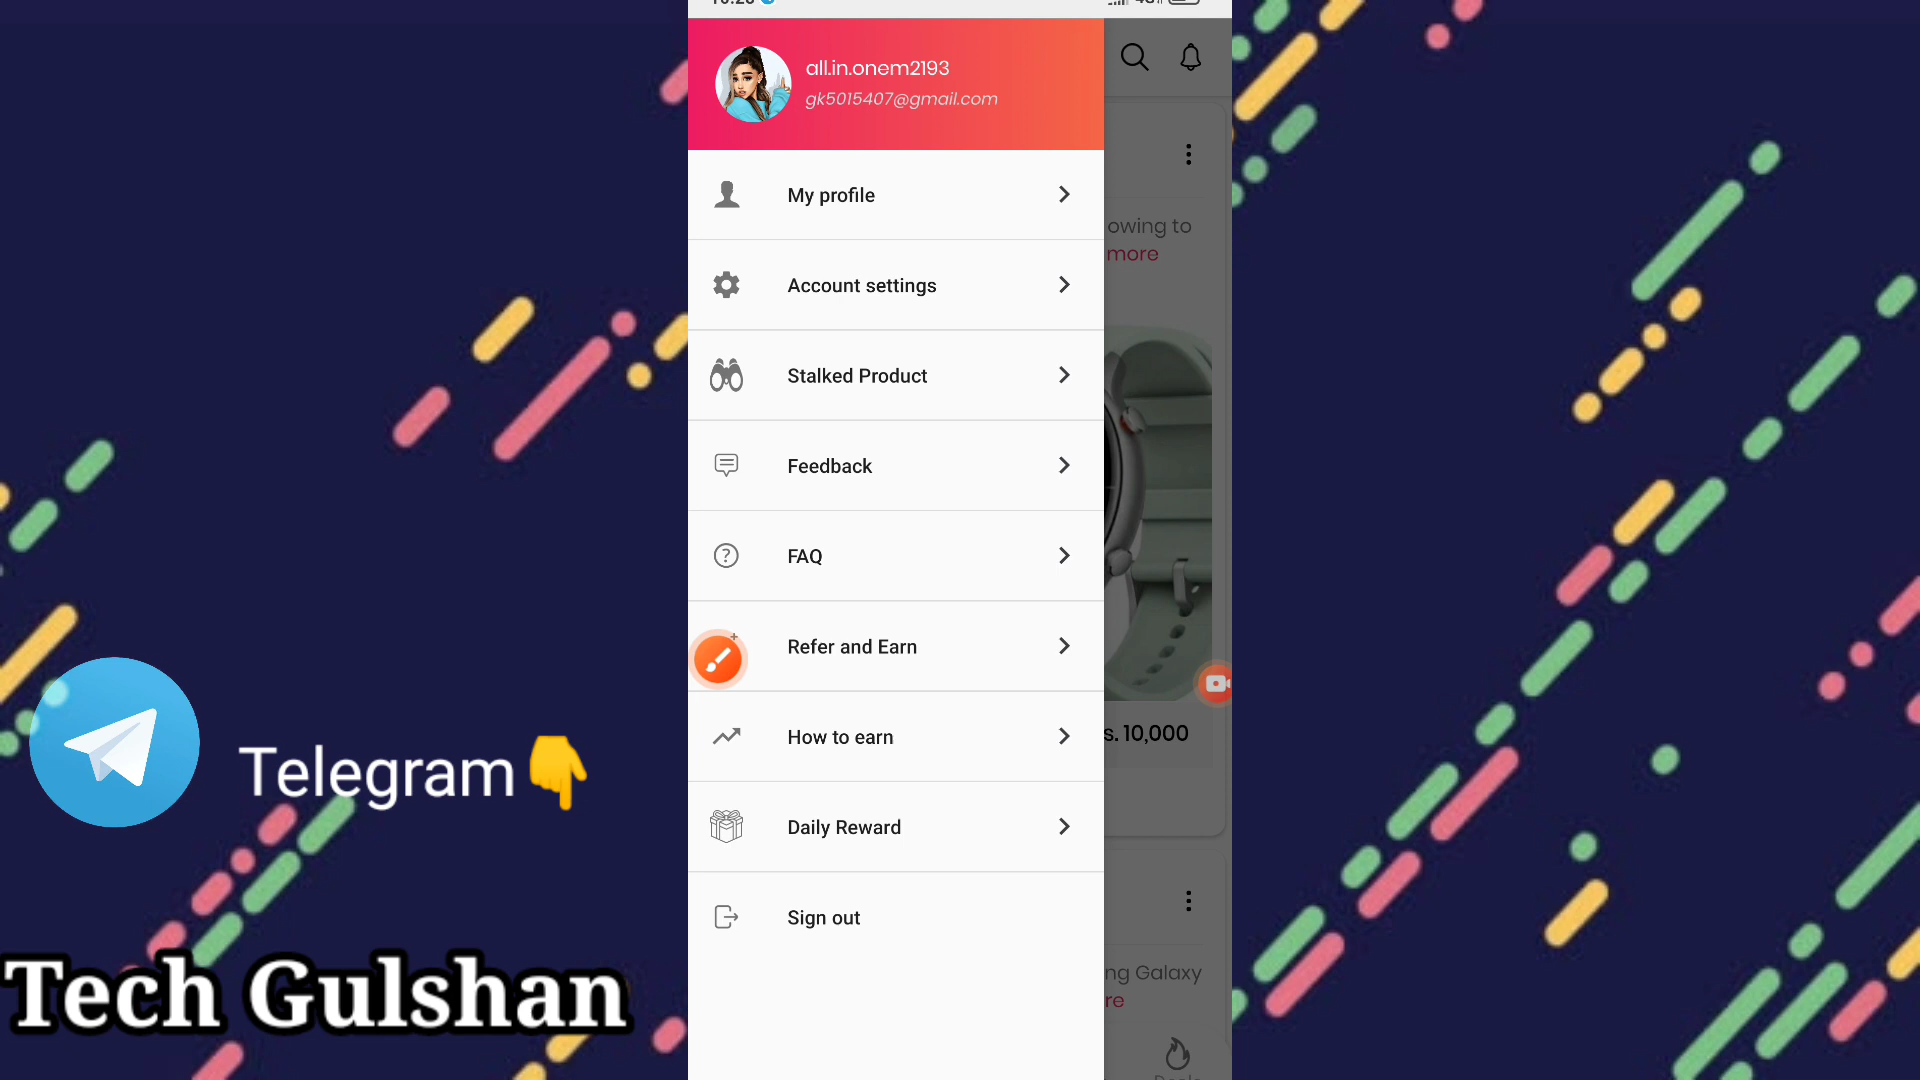 all.in.onem2193
gk5015407@gmail.com
My profile
Account settings
Stalked Product
Feedback
FAQ
Refer and Earn
How to earn
Daily Reward
Sign out
owing to
more
s. 10,000
ng Galaxy
re
Telegram👇
Tech Gulshan